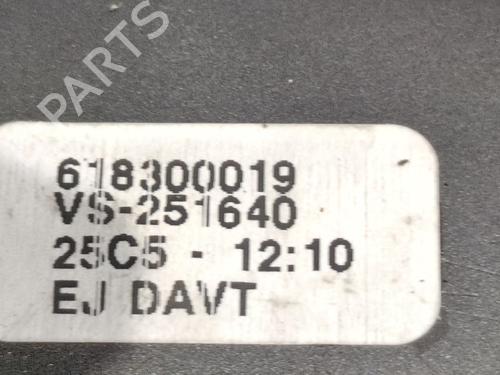 PARTS
618300019
VS-251640
25C5 - 12:10
EJ DAVT